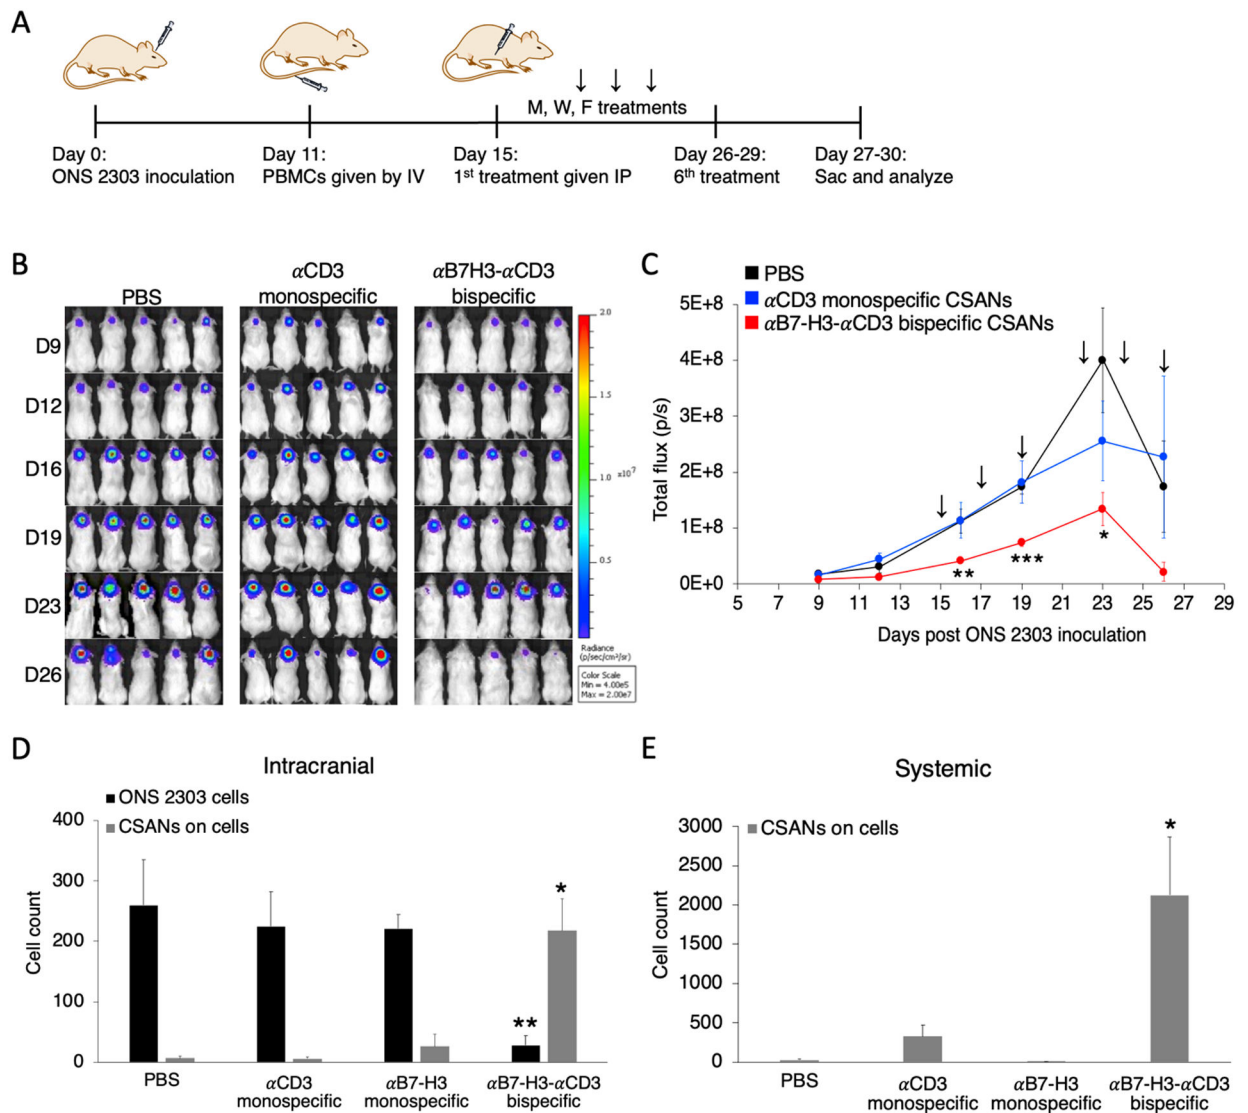 A
M, W, F treatments
Day 0:
ONS 2303 inoculation
Day 11:
PBMCs given by IV
Day 15:
1st treatment given IP
Day 26-29:
6th treatment
Day 27-30:
Sac and analyze
B
PBS
αCD3
monospecific
αB7H3-αCD3
bispecific
D9
D12
D16
D19
D23
D26
2.0
1.5
1.0
x10⁷
0.5
Radiance
(p/sec/cm²/sr)
Color Scale
Min = 4.00e5
Max = 2.00e7
C
PBS
αCD3 monospecific CSANs
αB7-H3-αCD3 bispecific CSANs
Total flux (p/s)
5E+8
4E+8
3E+8
2E+8
1E+8
0E+0
**
***
*
5 7 9 11 13 15 17 19 21 23 25 27 29
Days post ONS 2303 inoculation
D
Intracranial
ONS 2303 cells
CSANs on cells
Cell count
400
300
200
100
0
**
*
PBS
αCD3
monospecific
αB7-H3
monospecific
αB7-H3-αCD3
bispecific
E
Systemic
CSANs on cells
Cell count
3000
2500
2000
1500
1000
500
0
*
PBS
αCD3
monospecific
αB7-H3
monospecific
αB7-H3-αCD3
bispecific